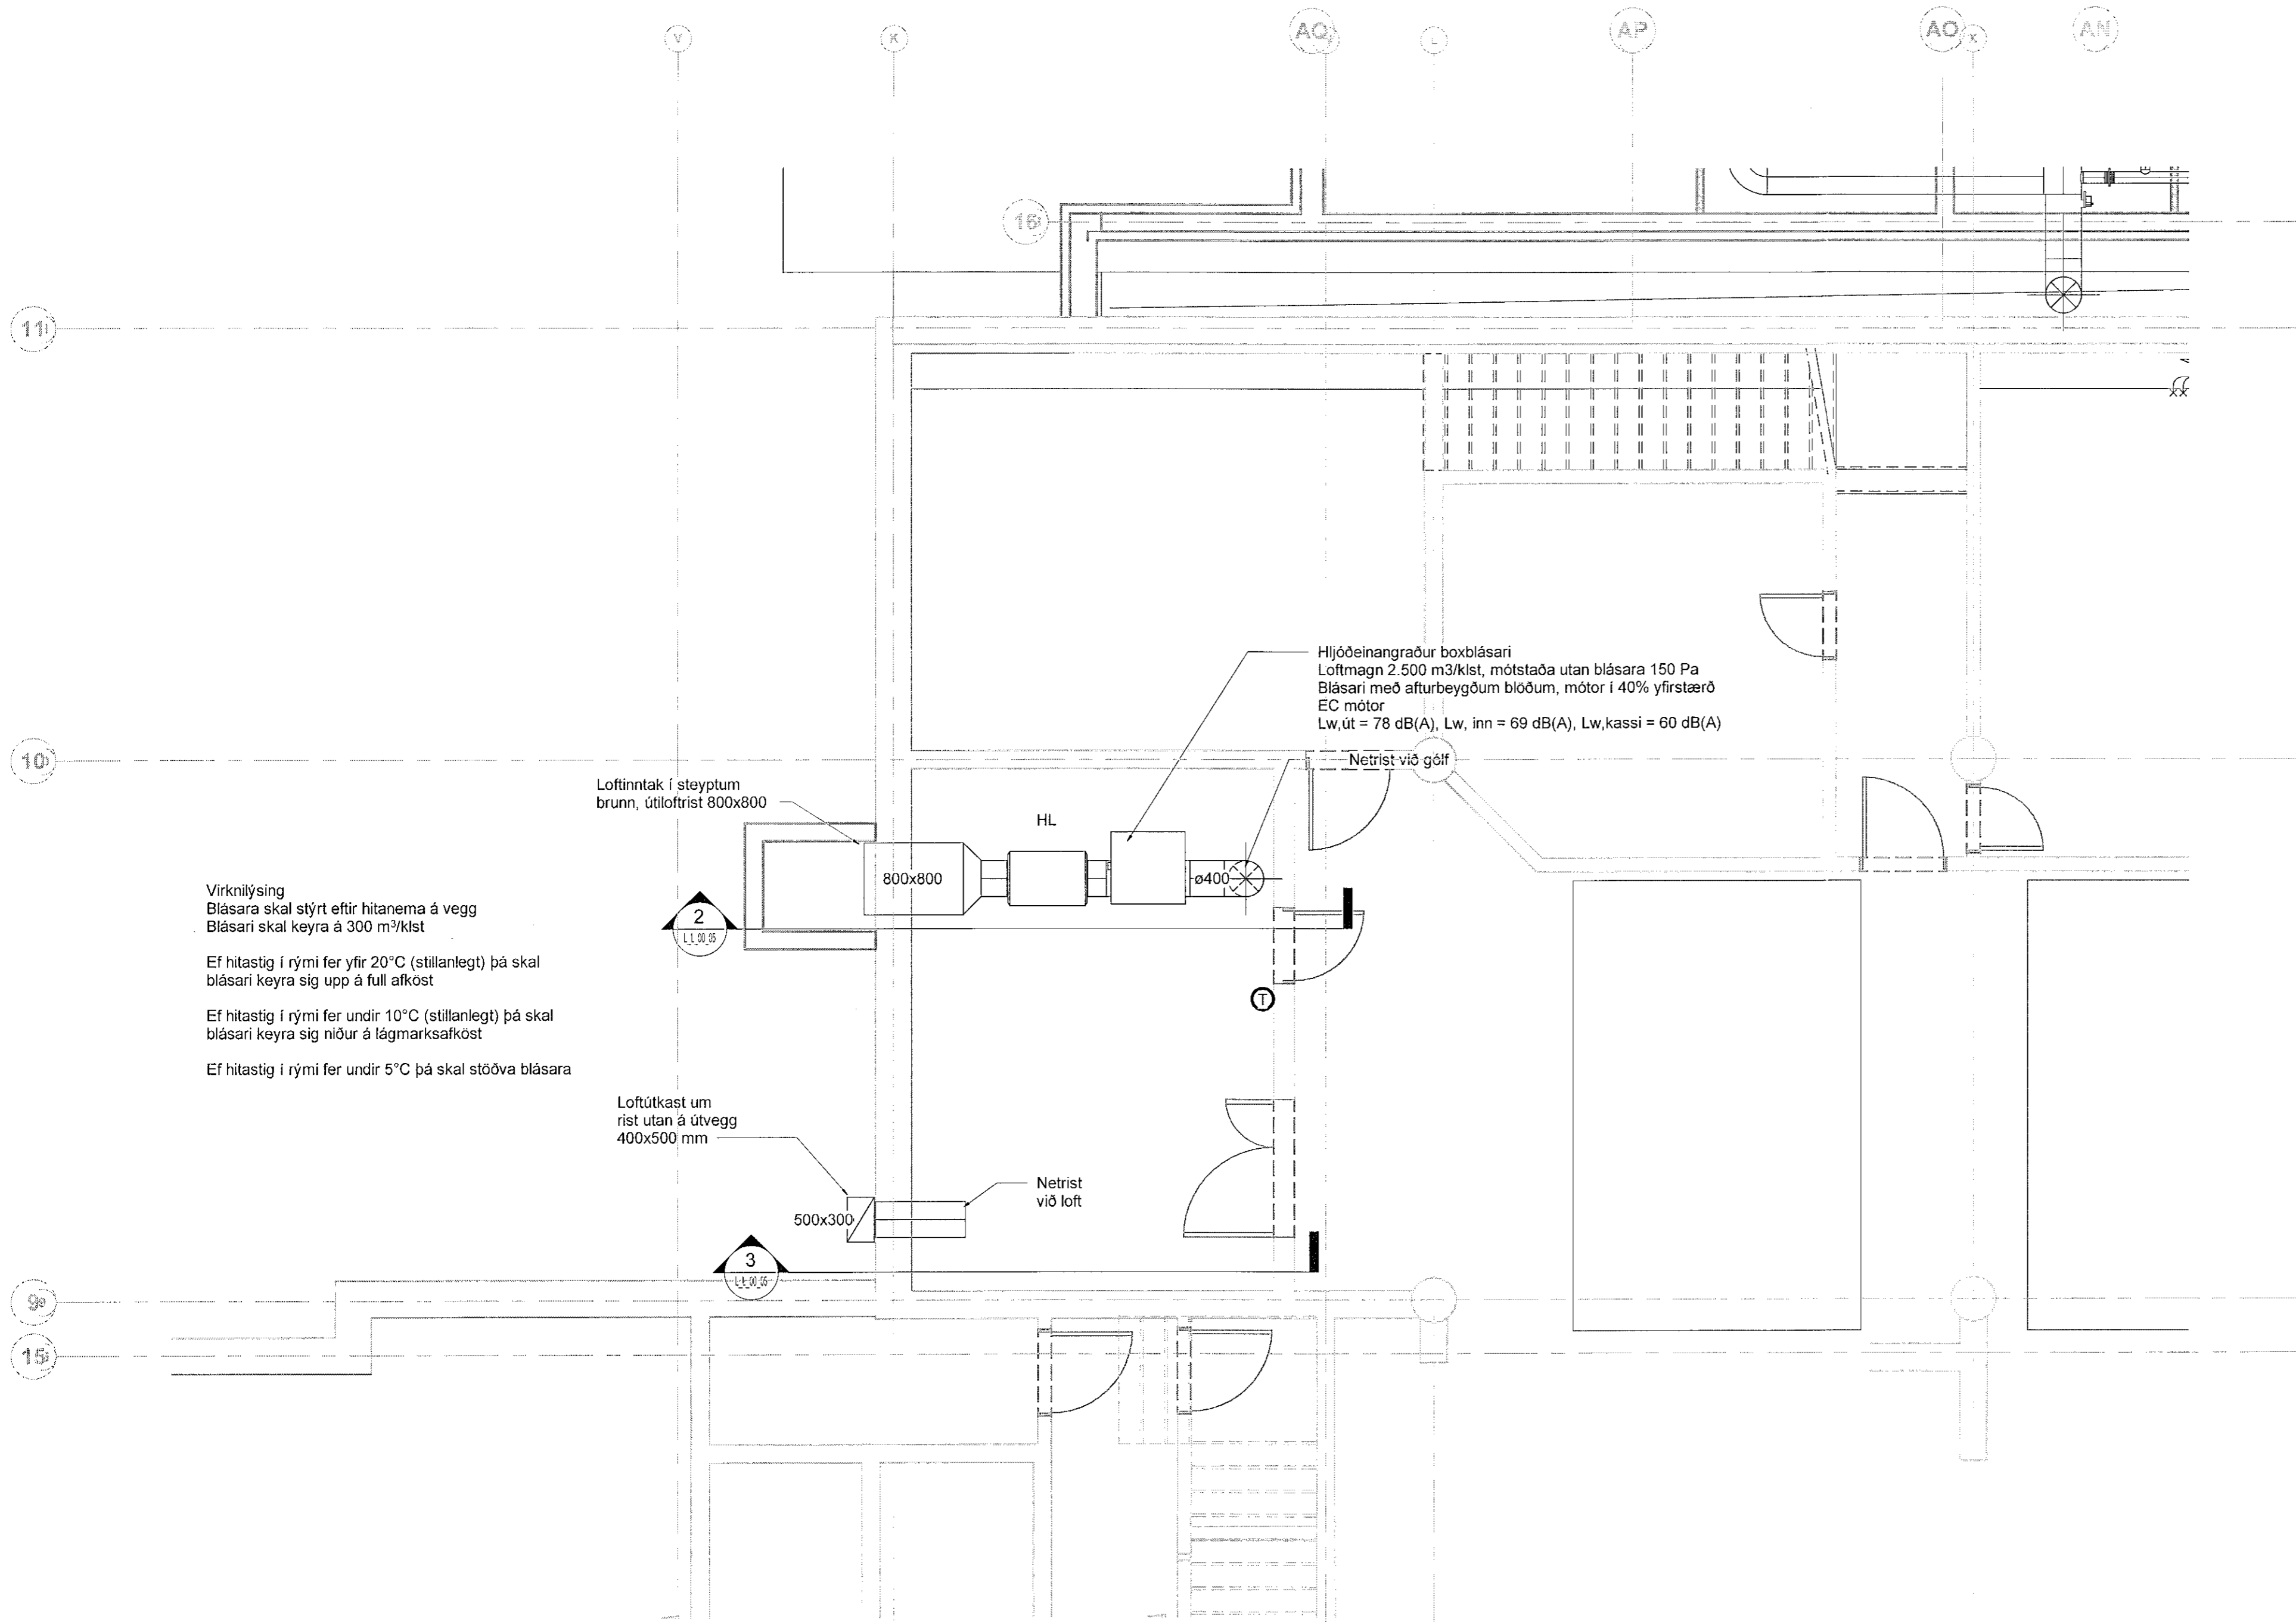 V
K
AQ
L
AP
AO
X
AN
16
11
Hljóðeinangraður boxblásari
Loftmagn 2.500 m3/klst, mótstaða utan blásara 150 Pa
Blásari með afturbeygðum blöðum, mótor í 40% yfirstærð
EC mótor
Lw,út = 78 dB(A), Lw, inn = 69 dB(A), Lw,kassi = 60 dB(A)
10
Netrist við gólf
Loftinntak í steyptum
brunn, útiloftrist 800x800
HL
800x800
ø400
Virknilýsing
Blásara skal stýrt eftir hitanema á vegg
Blásari skal keyra á 300 m³/klst
Ef hitastig í rými fer yfir 20°C (stillanlegt) þá skal
blásari keyra sig upp á full afköst
Ef hitastig í rými fer undir 10°C (stillanlegt) þá skal
blásari keyra sig niður á lágmarksafköst
Ef hitastig í rými fer undir 5°C þá skal stöðva blásara
2
L_1_00_05
T
Loftútkast um
rist utan á útvegg
400x500 mm
Netrist
við loft
500x300
3
L_1_00_05
9
15